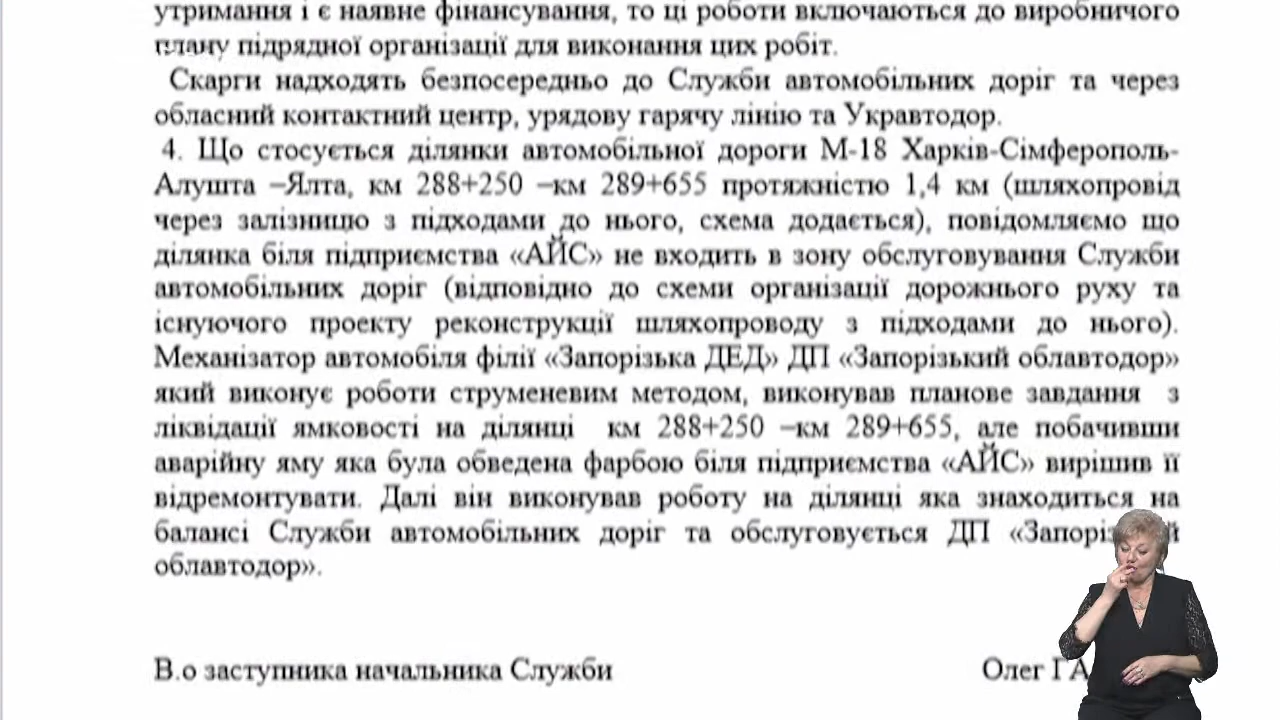 утримання і є наявне фінансування, то ці роботи включаються до виробничого
плану підрядної організації для виконання цих робіт.
Скарги надходять безпосередньо до Служби автомобільних доріг та через
обласний контактний центр, урядову гарячу лінію та Укравтодор.
4. Що стосується ділянки автомобільної дороги М-18 Харків-Сімферополь-
Алушта –Ялта, км 288+250 –км 289+655 протяжністю 1,4 км (шляхопровід
через залізницю з підходами до нього, схема додається), повідомляємо що
ділянка біля підприємства «АЙС» не входить в зону обслуговування Служби
автомобільних доріг (відповідно до схеми організації дорожнього руху та
існуючого проекту реконструкції шляхопроводу з підходами до нього).
Механізатор автомобіля філії «Запорізька ДЕД» ДП «Запорізький облавтодор»
який виконує роботи струменевим методом, виконував планове завдання з
ліквідації ямковості на ділянці км 288+250 –км 289+655, але побачивши
аварійну яму яка була обведена фарбою біля підприємства «АЙС» вирішив її
відремонтувати. Далі він виконував роботу на ділянці яка знаходиться на
балансі Служби автомобільних доріг та обслуговується ДП
облавтодор».
В.о заступника начальника Служби Олег